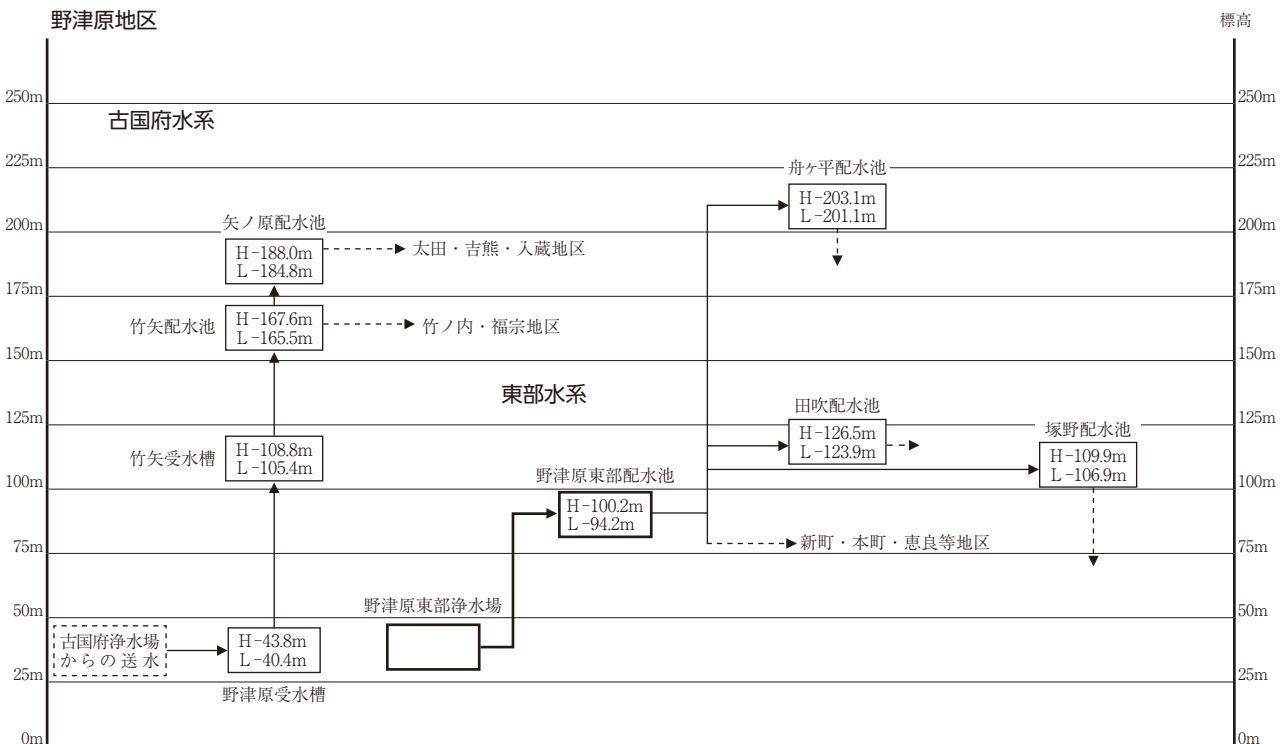 野津原地区
標高
250m
250m
古国府水系
225m
225m
舟ヶ平配水池
H-203.1m
L-201.1m
200m
200m
矢ノ原配水池
H-188.0m
L-184.8m
太田・吉熊・入蔵地区
175m
175m
竹矢配水池
H-167.6m
L-165.5m
竹ノ内・福宗地区
150m
150m
東部水系
125m
125m
田吹配水池
H-126.5m
L-123.9m
塚野配水池
H-109.9m
L-106.9m
竹矢受水槽
H-108.8m
L-105.4m
100m
100m
野津原東部配水池
H-100.2m
L-94.2m
新町・本町・恵良等地区
75m
75m
50m
50m
野津原東部浄水場
古国府浄水場
からの送水
H-43.8m
L-40.4m
野津原受水槽
25m
25m
0m
0m